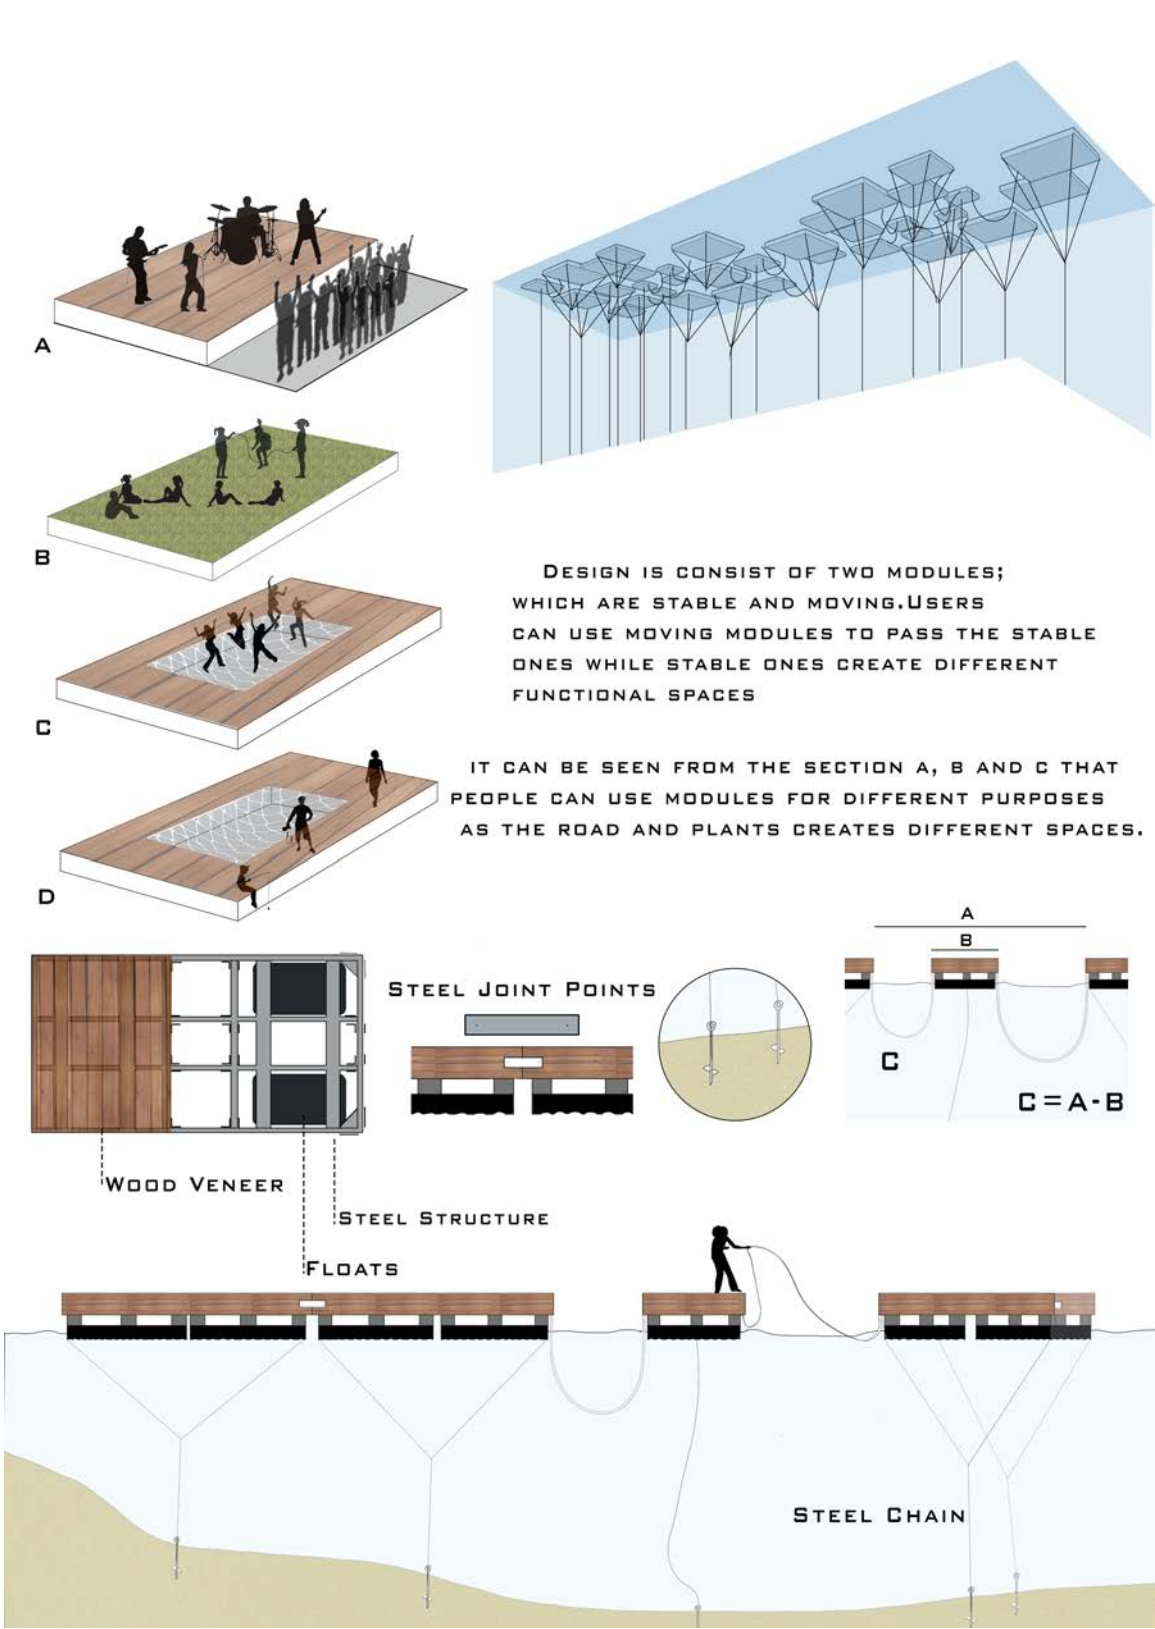 A
B
C
D
DESIGN IS CONSIST OF TWO MODULES;
WHICH ARE STABLE AND MOVING.USERS
CAN USE MOVING MODULES TO PASS THE STABLE
ONES WHILE STABLE ONES CREATE DIFFERENT
FUNCTIONAL SPACES
IT CAN BE SEEN FROM THE SECTION A, B AND C THAT
PEOPLE CAN USE MODULES FOR DIFFERENT PURPOSES
AS THE ROAD AND PLANTS CREATES DIFFERENT SPACES.
STEEL JOINT POINTS
A
B
C
C=A-B
WOOD VENEER
STEEL STRUCTURE
FLOATS
STEEL CHAIN